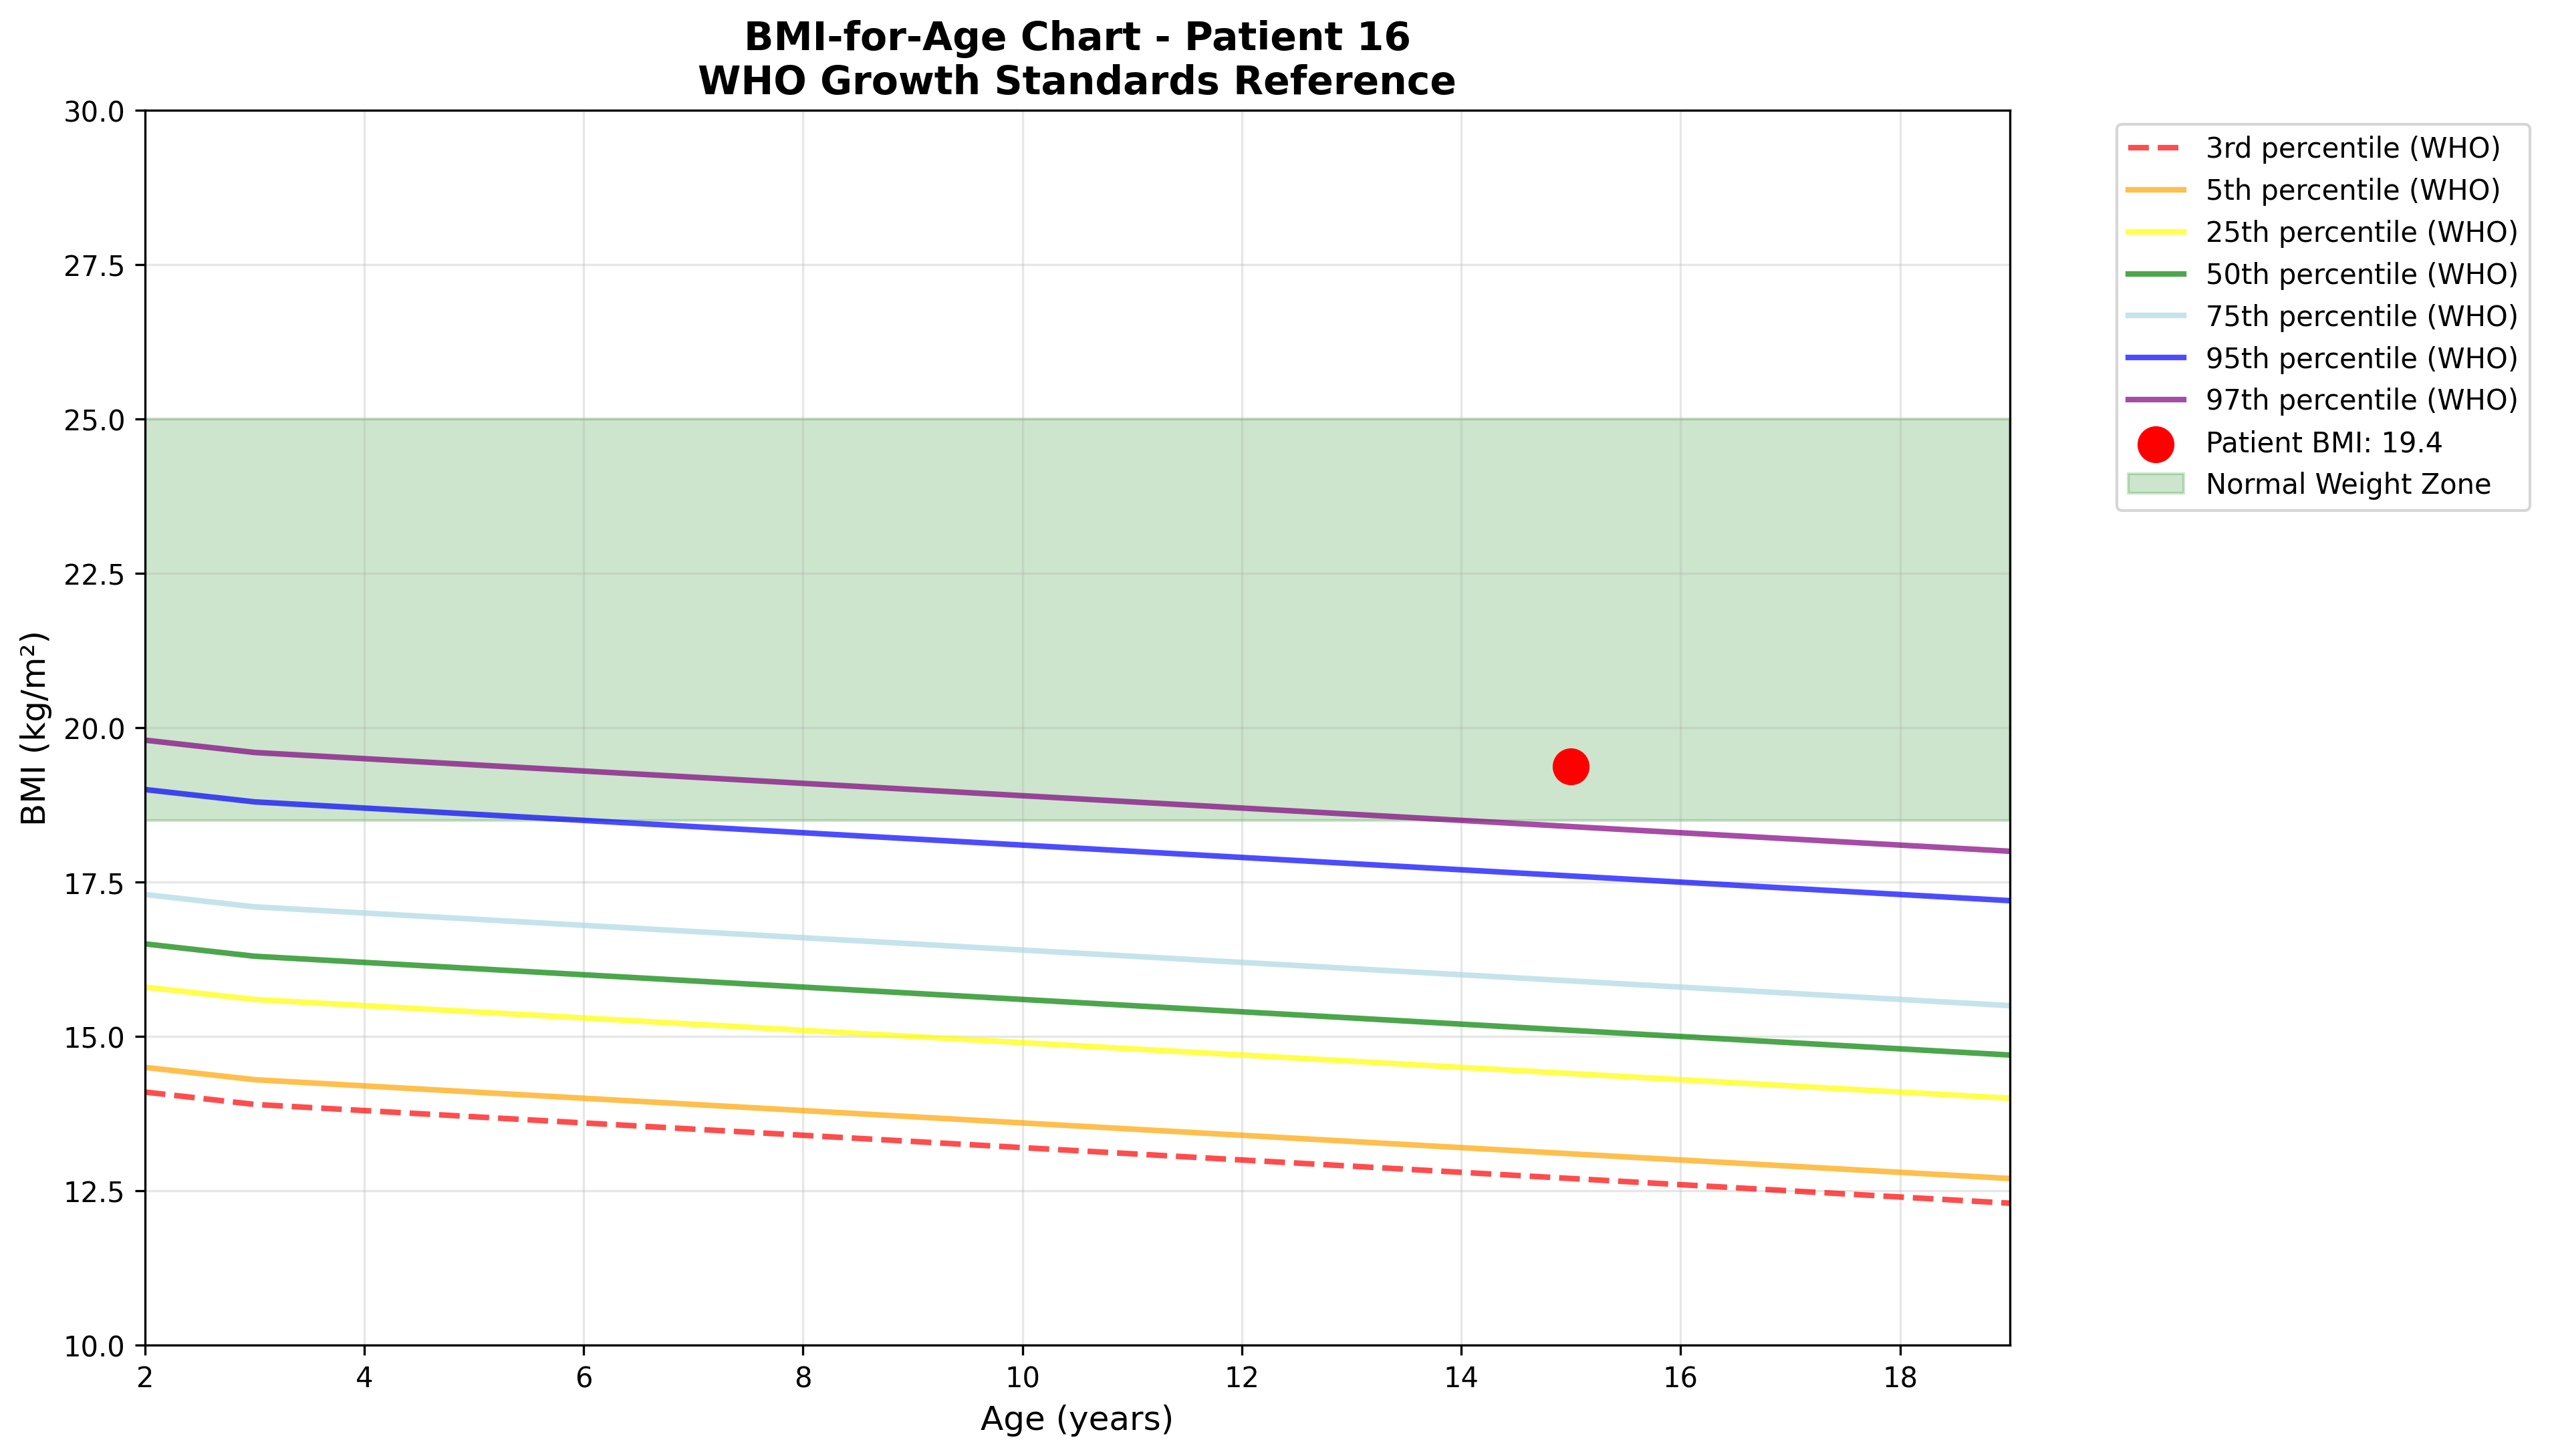 BMI-for-Age Chart - Patient 16
WHO Growth Standards Reference
30.0
27.5
25.0
22.5
20.0
17.5
15.0
12.5
10.0
BMI (kg/m²)
2 4 6 8 10 12 14 16 18
Age (years)
3rd percentile (WHO)
5th percentile (WHO)
25th percentile (WHO)
50th percentile (WHO)
75th percentile (WHO)
95th percentile (WHO)
97th percentile (WHO)
Patient BMI: 19.4
Normal Weight Zone